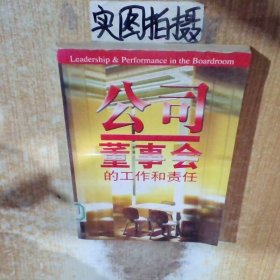 实图拍摄
Leadership & Performance in the Boardroom
公司
董事会
的工作和责任